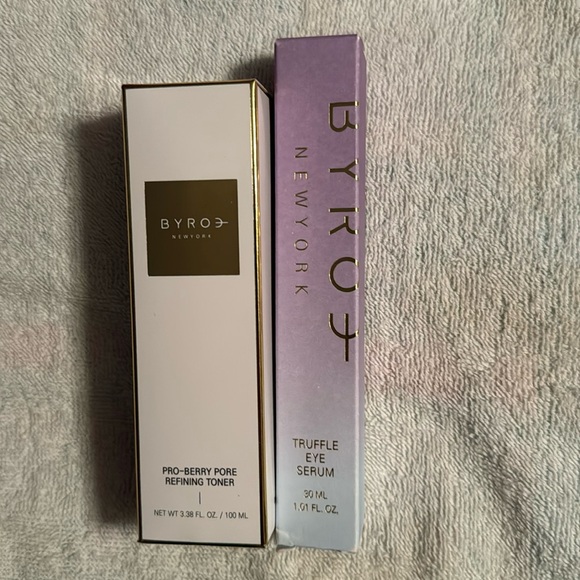 BYROE
NEWYORK
PRO-BERRY PORE
REFINING TONER
NET WT 3.38 FL. OZ. / 100 ML
BYROE
NEWYORK
TRUFFLE
EYE
SERUM
30 ML
1.01 FL. OZ.